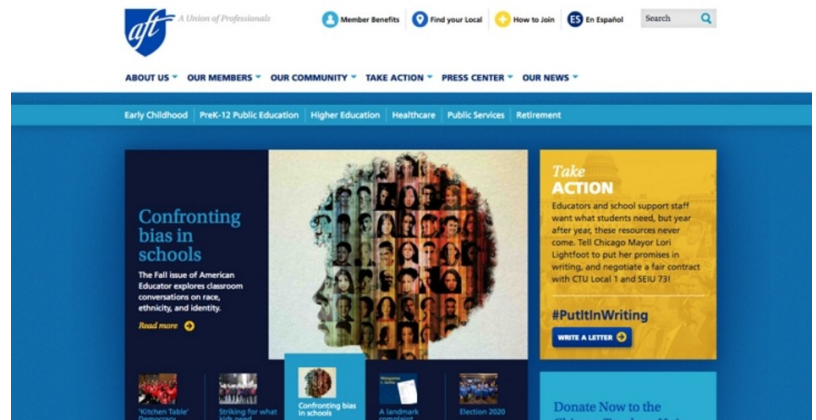 aft A Union of Professionals
Member Benefits
Find your Local
How to Join
ES En Español
Search
ABOUT US OUR MEMBERS OUR COMMUNITY TAKE ACTION PRESS CENTER OUR NEWS
Early Childhood PreK-12 Public Education Higher Education Healthcare Public Services Retirement
Confronting
bias in
schools
The Fall issue of American
Educator explores classroom
conversations on race,
ethnicity, and identity.
Read more
Take
ACTION
Educators and school support staff
want what students need, but year
after year, these resources never
come. Tell Chicago Mayor Lori
Lightfoot to put her promises in
writing, and negotiate a fair contract
with CTU Local 1 and SEIU 73!
#PutItInWriting
WRITE A LETTER
'Kitchen Table'
Striking for what
Confronting bias
in schools
A landmark
Election 2020
Donate Now to the